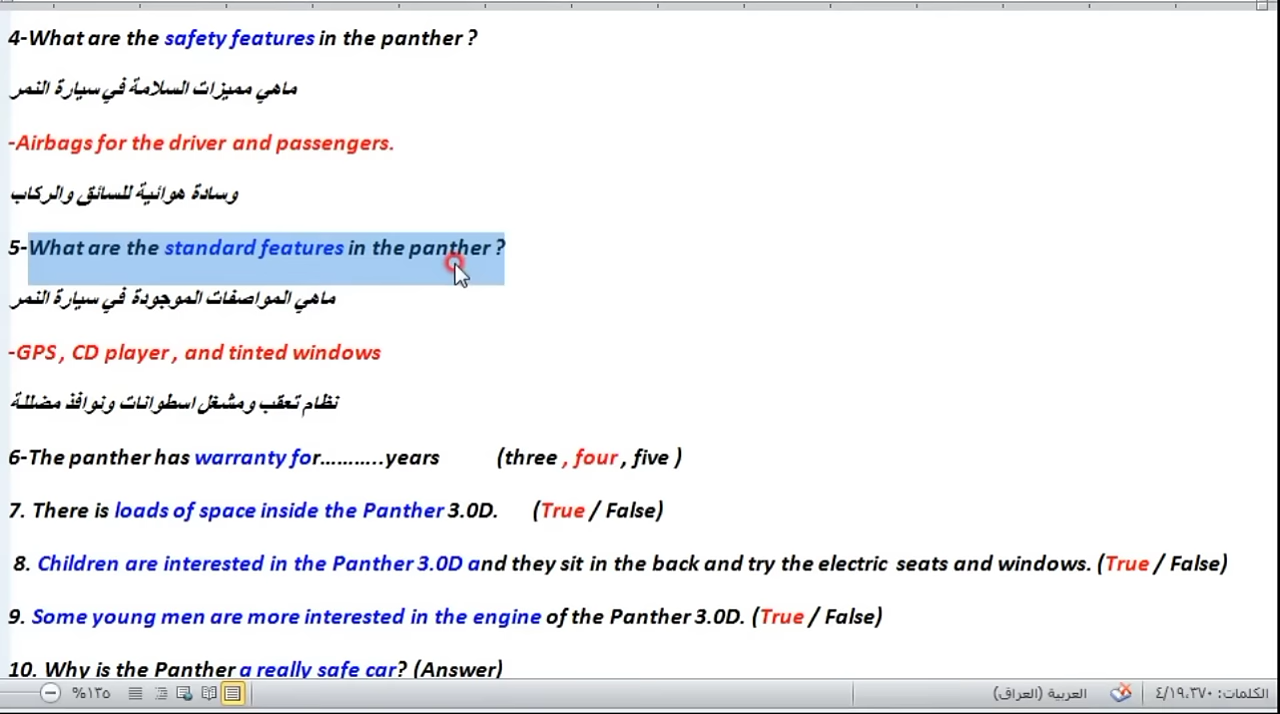 4-What are the safety features in the panther ?
ماهي مميزات السلامة في سيارة النمر
-Airbags for the driver and passengers.
وسادة هوائية للسائق والركاب
5-What are the standard features in the panther ?
ماهي المواصفات الموجودة في سيارة النمر
-GPS , CD player , and tinted windows
نظام تعقب ومشغل اسطوانات ونوافذ مضللة
6-The panther has warranty for………..years (three , four , five )
7. There is loads of space inside the Panther 3.0D. (True / False)
8. Children are interested in the Panther 3.0D and they sit in the back and try the electric seats and windows. (True / False)
9. Some young men are more interested in the engine of the Panther 3.0D. (True / False)
10. Why is the Panther a really safe car? (Answer)
%١٣٥ العربية (العراق) الكلمات: ٤/١٩،٣٧٠